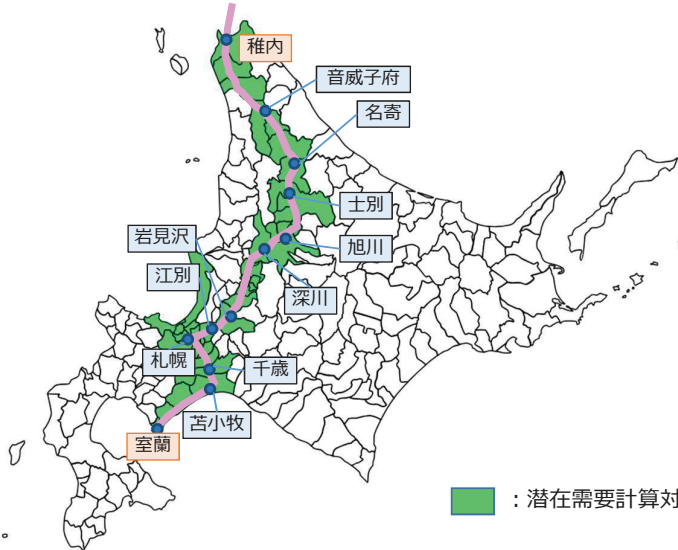 稚内
音威子府
名寄
士別
岩見沢
旭川
江別
深川
札幌
千歳
苫小牧
室蘭
：潜在需要計算対